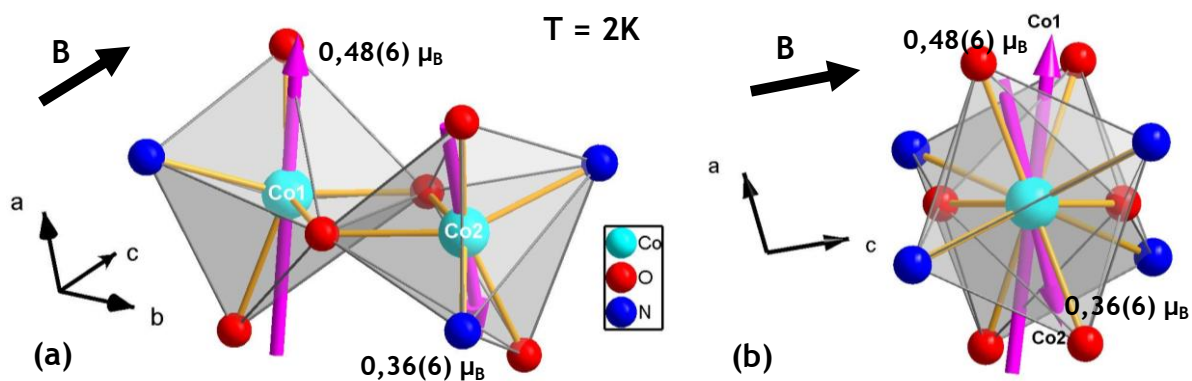 B
0,48(6) μB
T = 2K
Co1
Co2
a
c
b
Co
O
N
(a)
0,36(6) μB
B
0,48(6) μB
Co1
a
c
0,36(6) μB
Co2
(b)